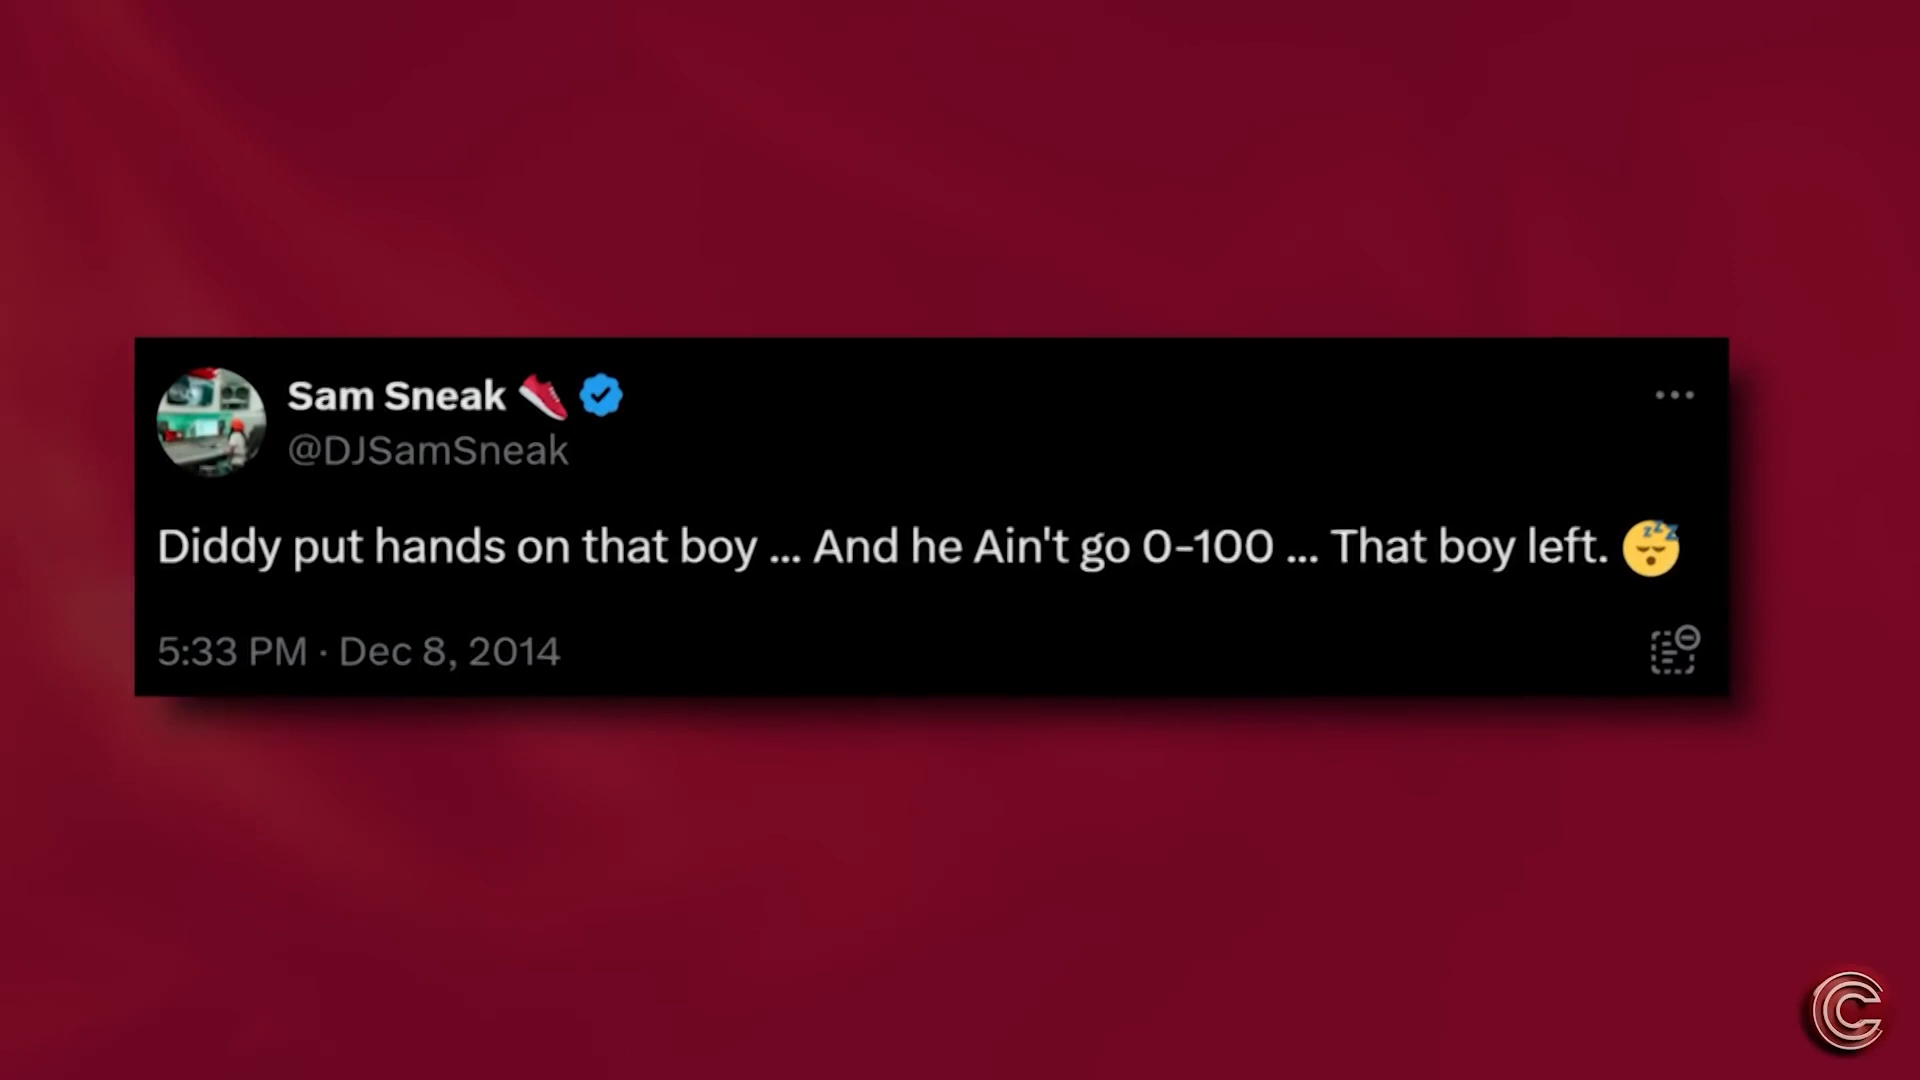 Sam Sneak
@DJSamSneak
Diddy put hands on that boy ... And he Ain't go 0-100 ... That boy left.
5:33 PM · Dec 8, 2014